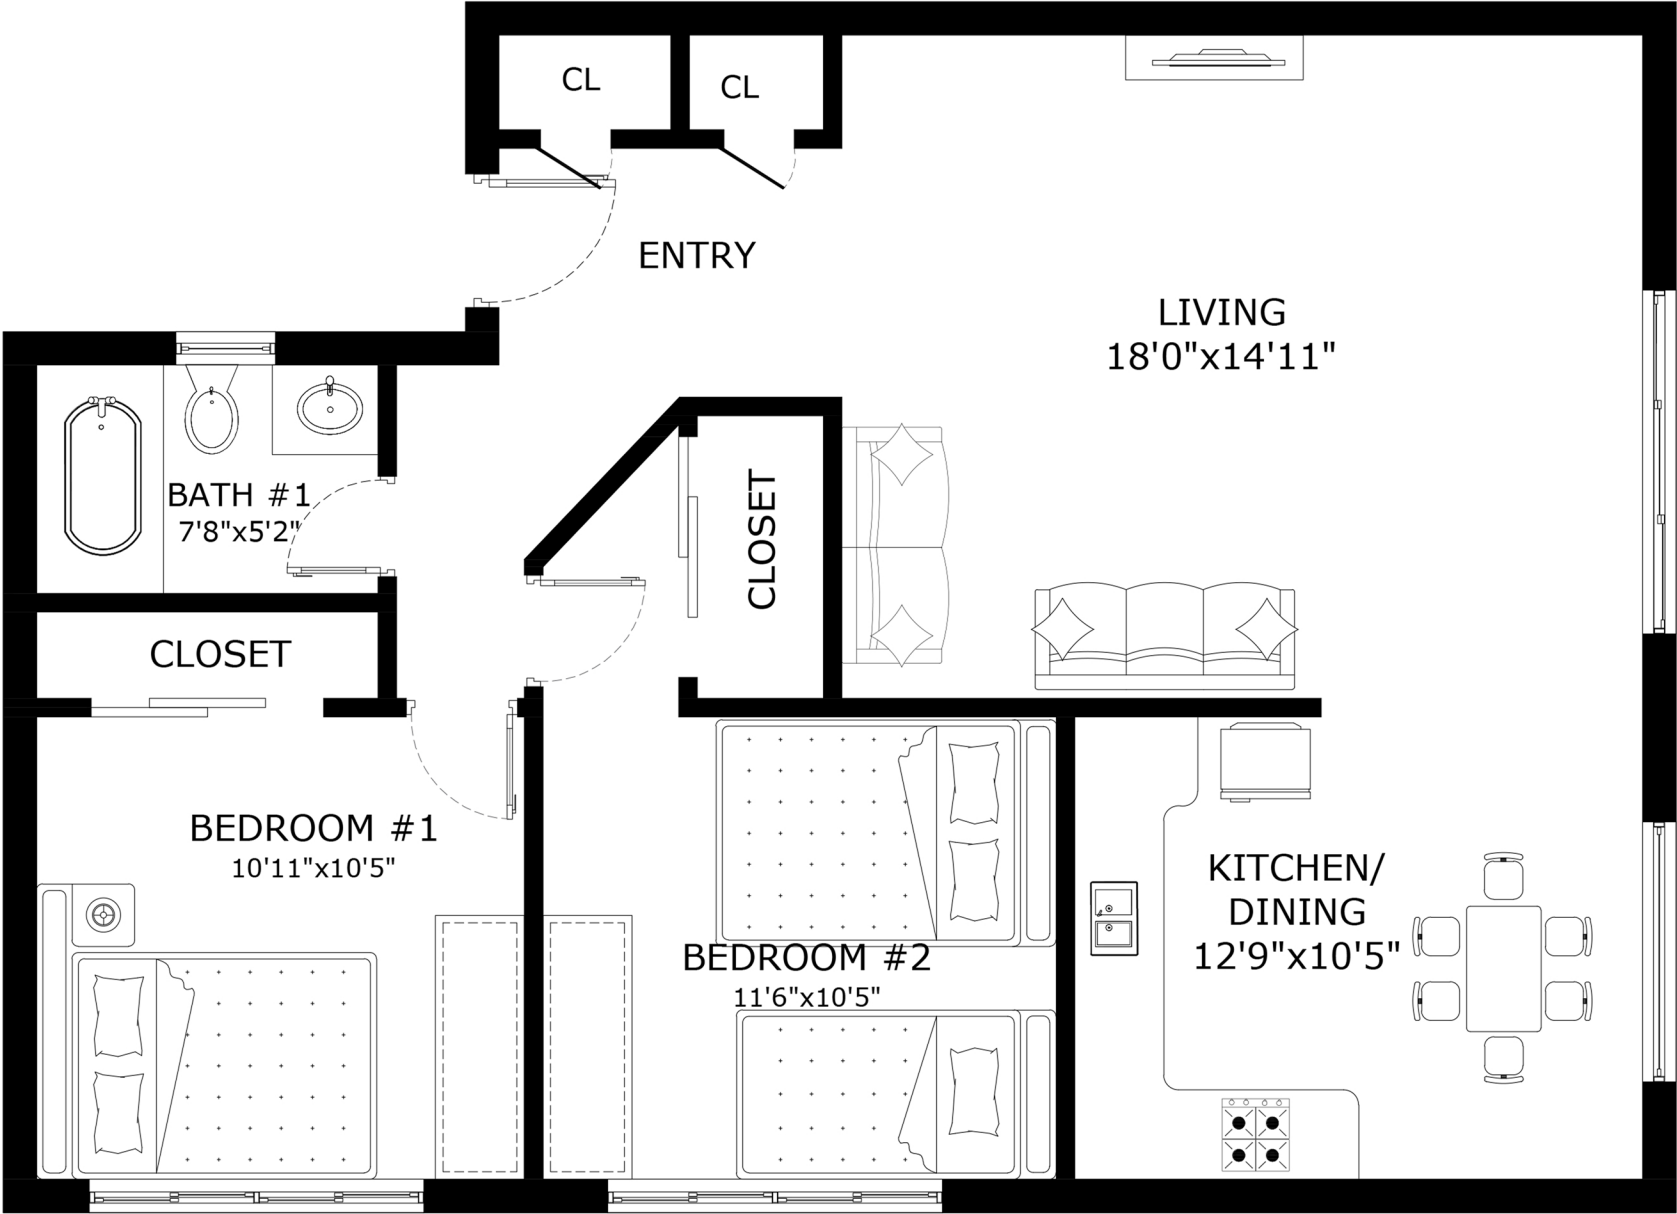 CL
CL
ENTRY
LIVING
18'0"x14'11"
BATH #1
7'8"x5'2"
CLOSET
CLOSET
BEDROOM #1
10'11"x10'5"
KITCHEN/
DINING
12'9"x10'5"
BEDROOM #2
11'6"x10'5"